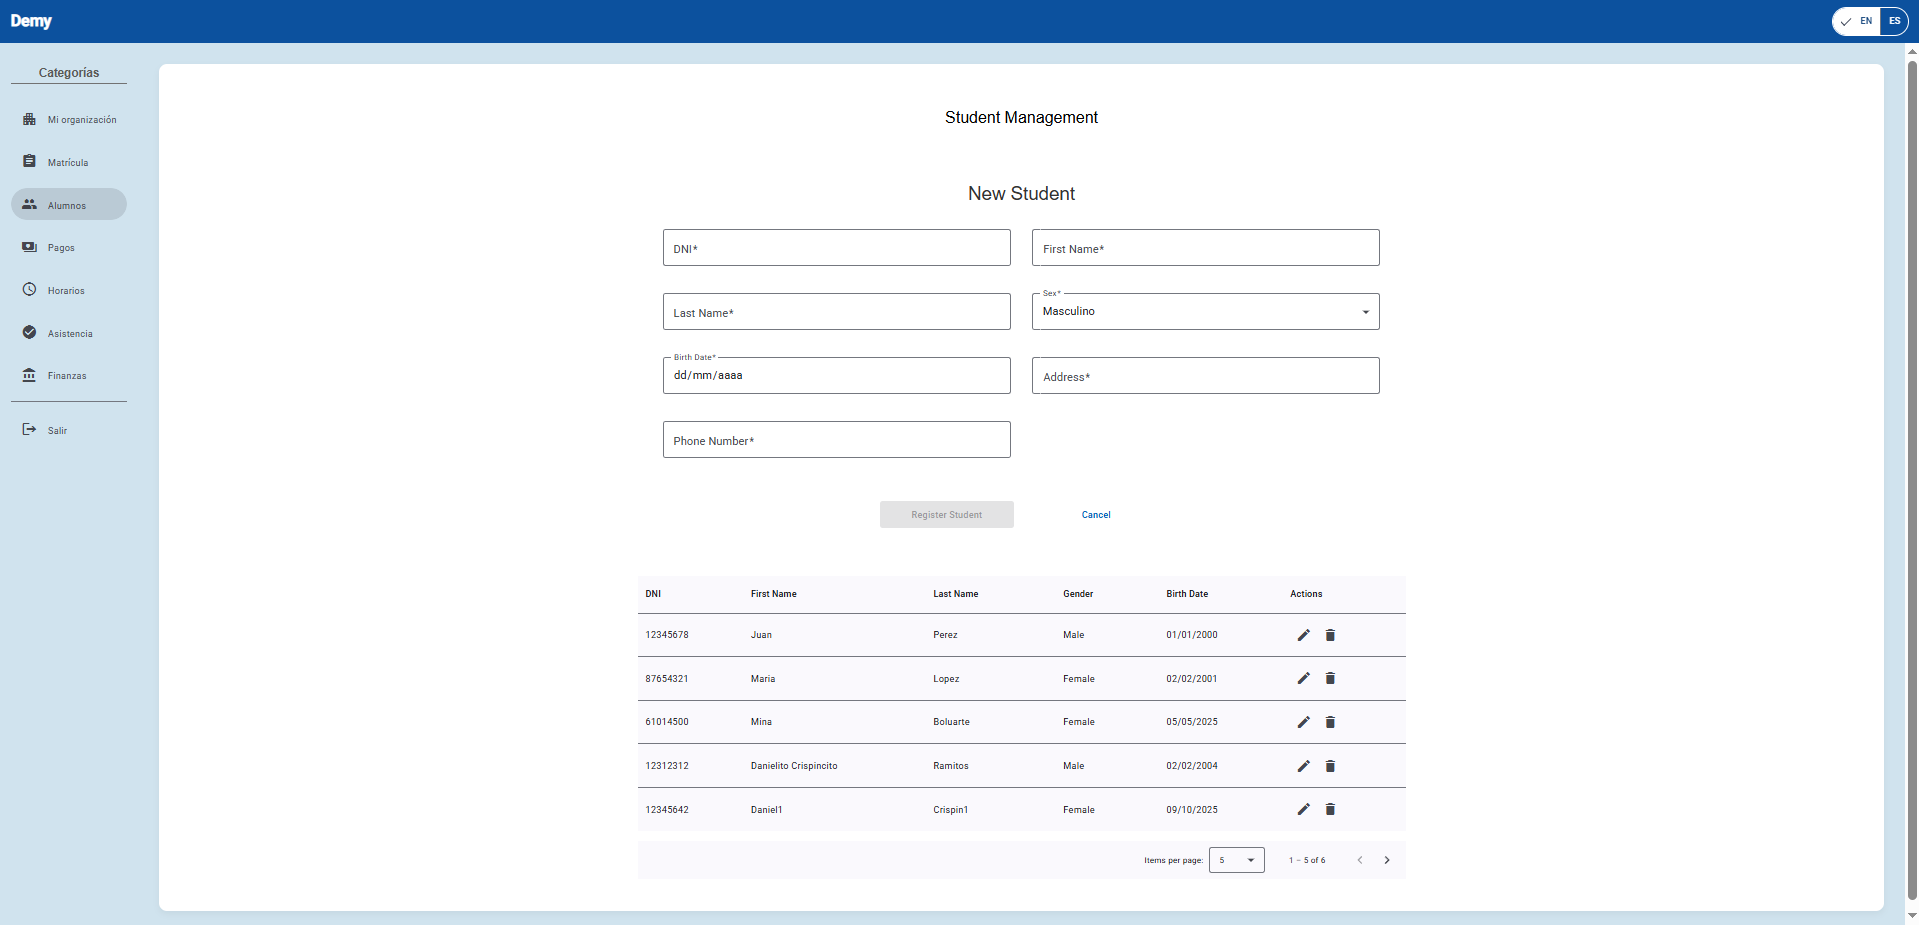 Demy
EN ES
Categorías
Mi organización
Matrícula
Alumnos
Pagos
Horarios
Asistencia
Finanzas
Salir
Student Management
New Student
DNI*
First Name*
Last Name*
Sex*
Masculino
Birth Date*
dd/mm/aaaa
Address*
Phone Number*
Register Student Cancel
DNI First Name Last Name Gender Birth Date Actions
12345678 Juan Perez Male 01/01/2000
87654321 Maria Lopez Female 02/02/2001
61014500 Mina Boluarte Female 05/05/2025
12312312 Danielito Crispincito Ramitos Male 02/02/2004
12345642 Daniel1 Crispin1 Female 09/10/2025
Items per page: 5 1 – 5 of 6